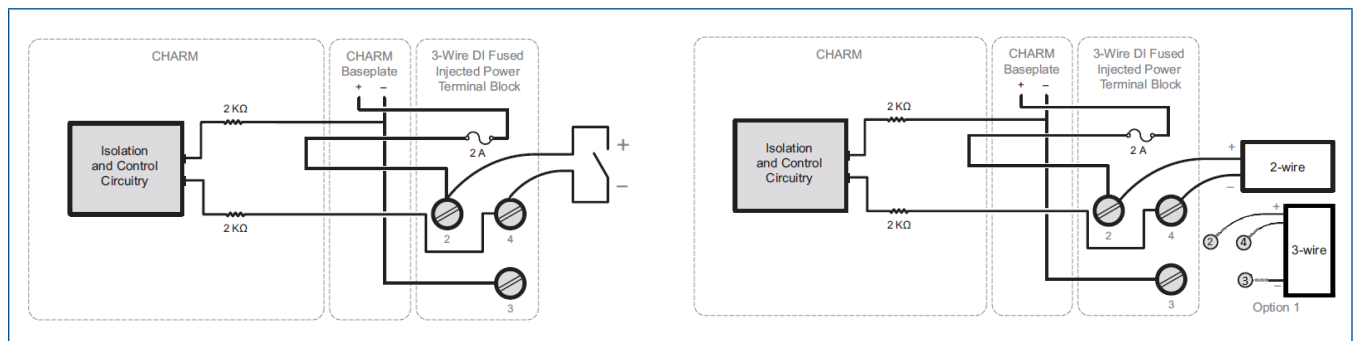 CHARM
CHARM
Baseplate
+ –
3-Wire DI Fused
Injected Power
Terminal Block
2 KΩ
2 A
Isolation
and Control
Circuitry
+
–
2 KΩ
2
4
3
CHARM
CHARM
Baseplate
+ –
3-Wire DI Fused
Injected Power
Terminal Block
2 KΩ
2 A
Isolation
and Control
Circuitry
+
–
2-wire
2 KΩ
2
4
+
2
4
3-wire
3
–
3
Option 1